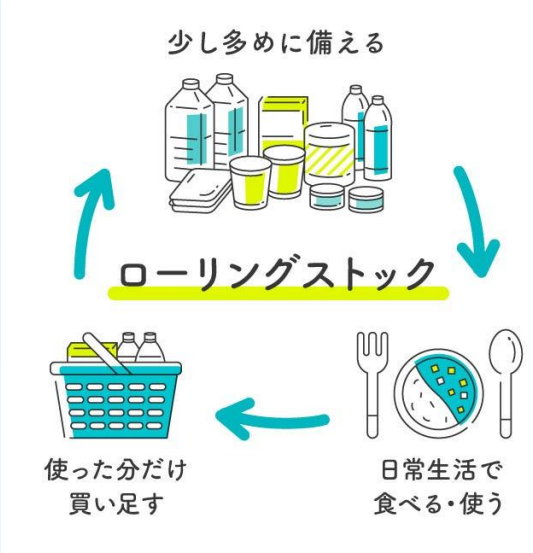 少し多めに備える
ローリングストック
日常生活で
食べる・使う
使った分だけ
買い足す